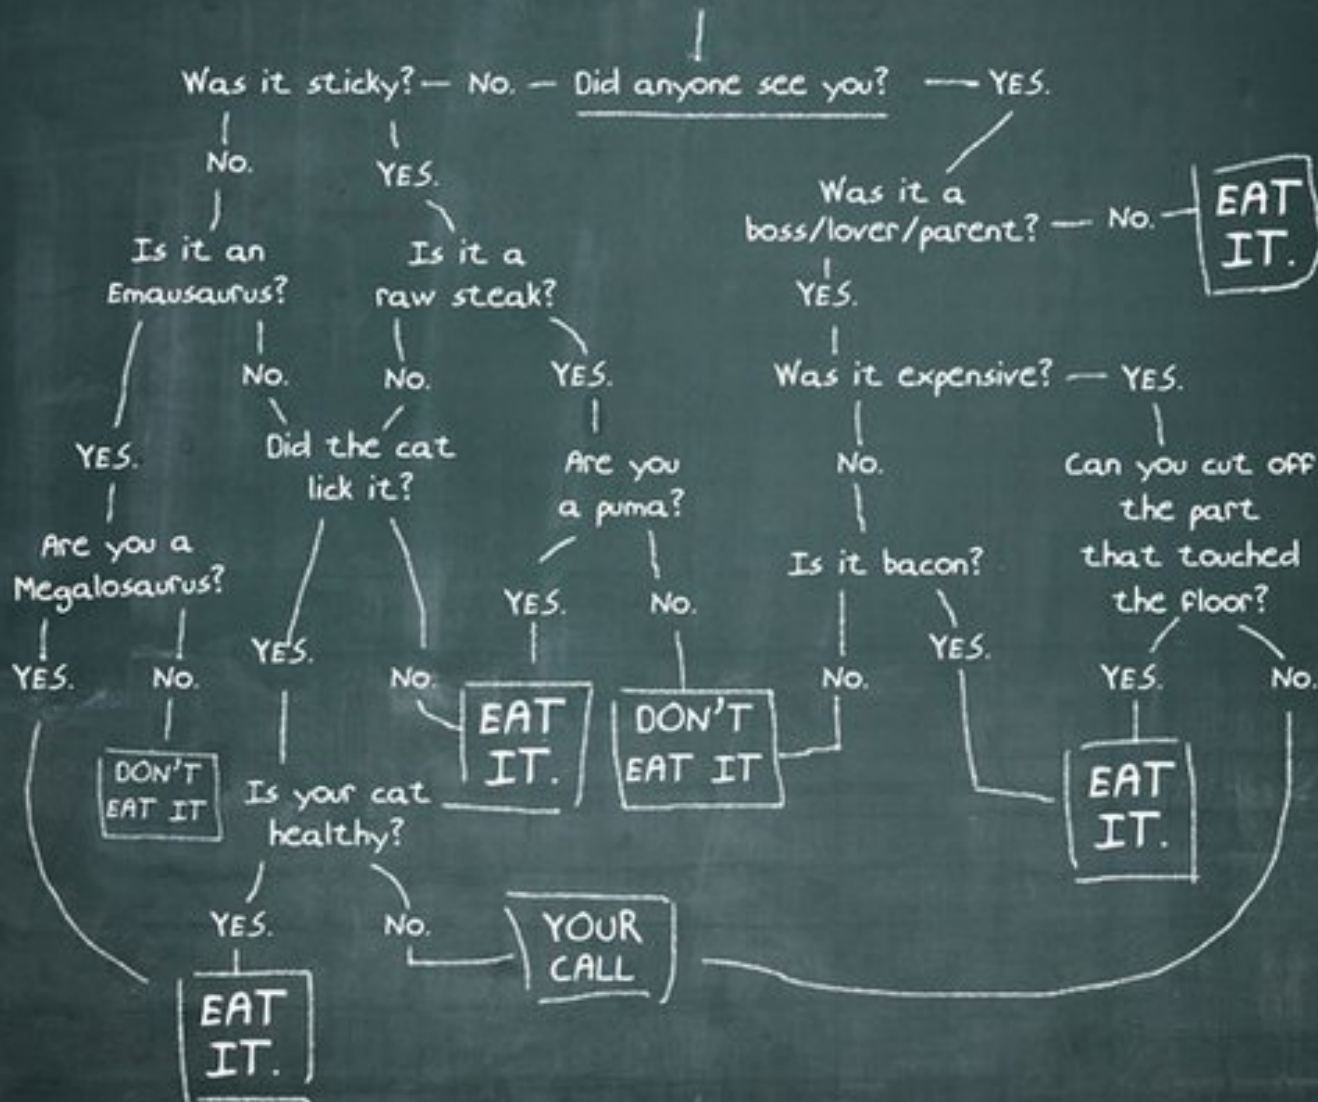 Was it sticky? — No. — Did anyone see you? — YES.
No.
YES.
Was it a
boss/lover/parent? — No.
EAT
IT.
Is it an
Emausaurus?
Is it a
raw steak?
YES.
No.
No.
YES.
Was it expensive? — YES.
YES.
Did the cat
lick it?
Are you
a puma?
No.
Can you cut off
the part
that touched
the floor?
Are you a
Megalosaurus?
Is it bacon?
YES.
No.
YES.
No.
YES.
No.
YES.
No.
No.
YES.
YES.
No.
EAT
IT.
DON'T
EAT IT
DON'T
EAT IT
Is your cat
healthy?
EAT
IT.
YES.
No.
YOUR
CALL
EAT
IT.